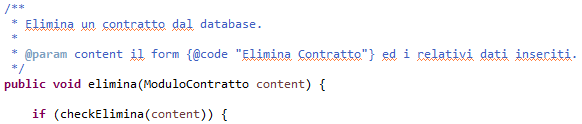 /**
 * Elimina un contratto dal database.
 *
 * @param content il form {@code "Elimina Contratto"} ed i relativi dati inseriti.
 */
public void elimina(ModuloContratto content) {
if (checkElimina(content)) {